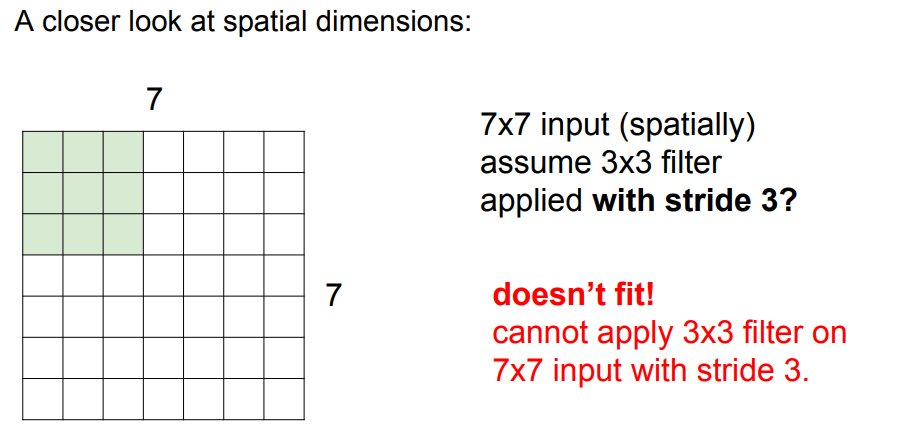 A closer look at spatial dimensions:
7
7x7 input (spatially)
assume 3x3 filter
applied with stride 3?
7
doesn’t fit!
cannot apply 3x3 filter on
7x7 input with stride 3.